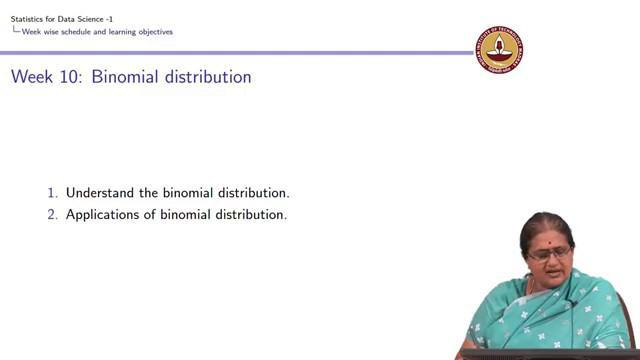 Statistics for Data Science -1
Week wise schedule and learning objectives
Week 10: Binomial distribution
1. Understand the binomial distribution.
2. Applications of binomial distribution.